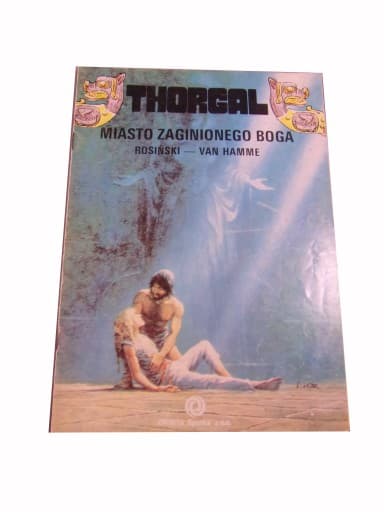 THORGAL
MIASTO ZAGINIONEGO BOGA
ROSIŃSKI — VAN HAMME